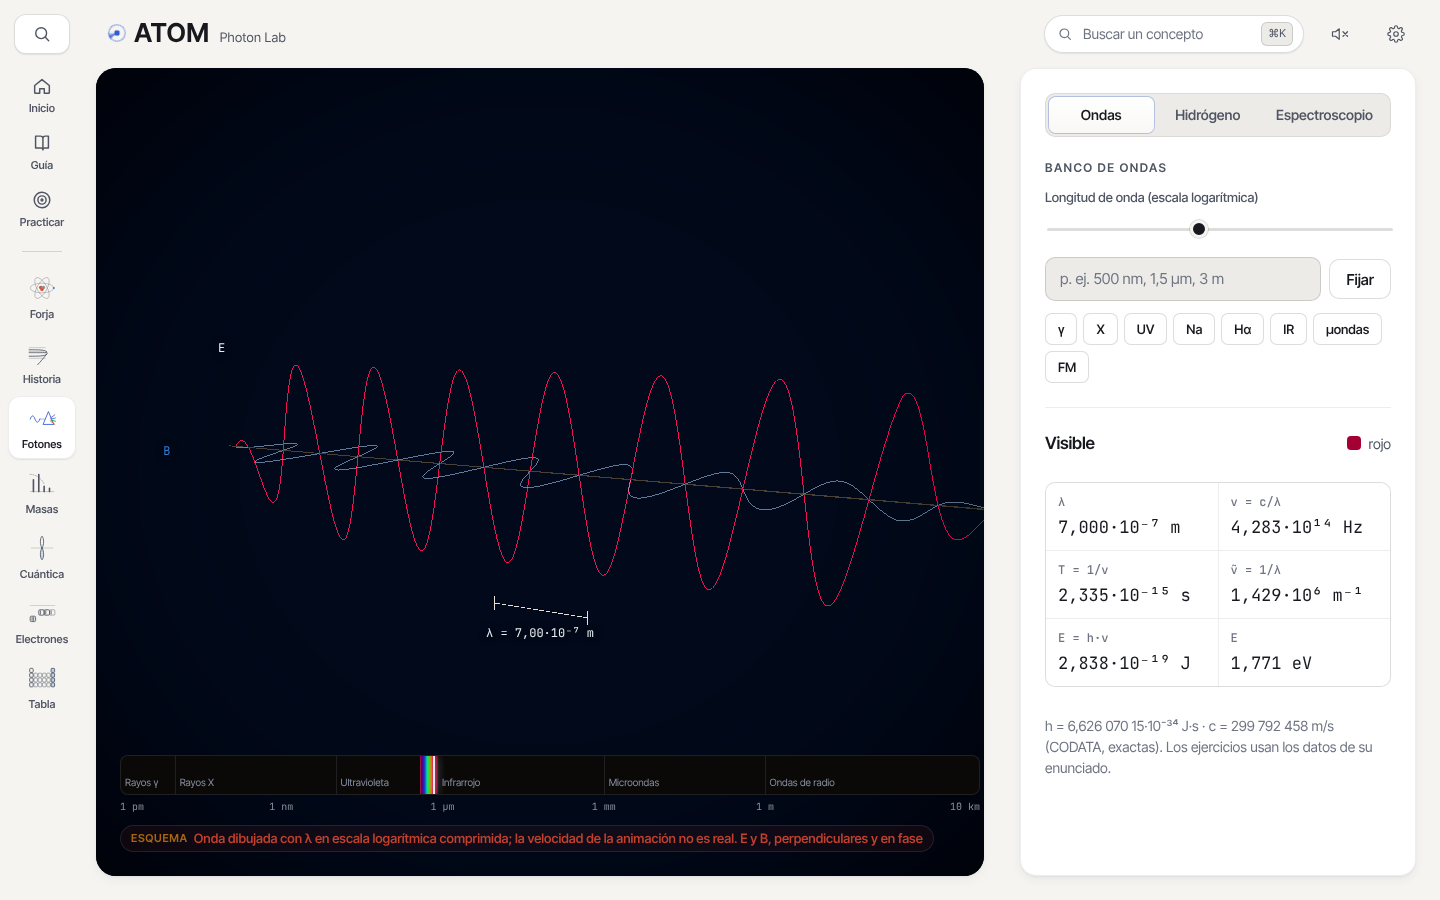 ATOM Photon Lab
Buscar un concepto ⌘K
Inicio
Guía
Practicar
Forja
Historia
Fotones
Masas
Cuántica
Electrones
Tabla
E
B
λ = 7,00·10⁻⁷ m
Rayos γ Rayos X Ultravioleta Infrarrojo Microondas Ondas de radio
1 pm 1 nm 1 µm 1 mm 1 m 10 km
ESQUEMA Onda dibujada con λ en escala logarítmica comprimida; la velocidad de la animación no es real. E y B, perpendiculares y en fase
Ondas Hidrógeno Espectroscopio
BANCO DE ONDAS
Longitud de onda (escala logarítmica)
p. ej. 500 nm, 1,5 µm, 3 m Fijar
γ X UV Na Hα IR µondas
FM
Visible rojo
λ ν = c/λ
7,000·10⁻⁷ m 4,283·10¹⁴ Hz
T = 1/ν ν̃ = 1/λ
2,335·10⁻¹⁵ s 1,429·10⁶ m⁻¹
E = h·ν E
2,838·10⁻¹⁹ J 1,771 eV
h = 6,626 070 15·10⁻³⁴ J·s · c = 299 792 458 m/s
(CODATA, exactas). Los ejercicios usan los datos de su
enunciado.